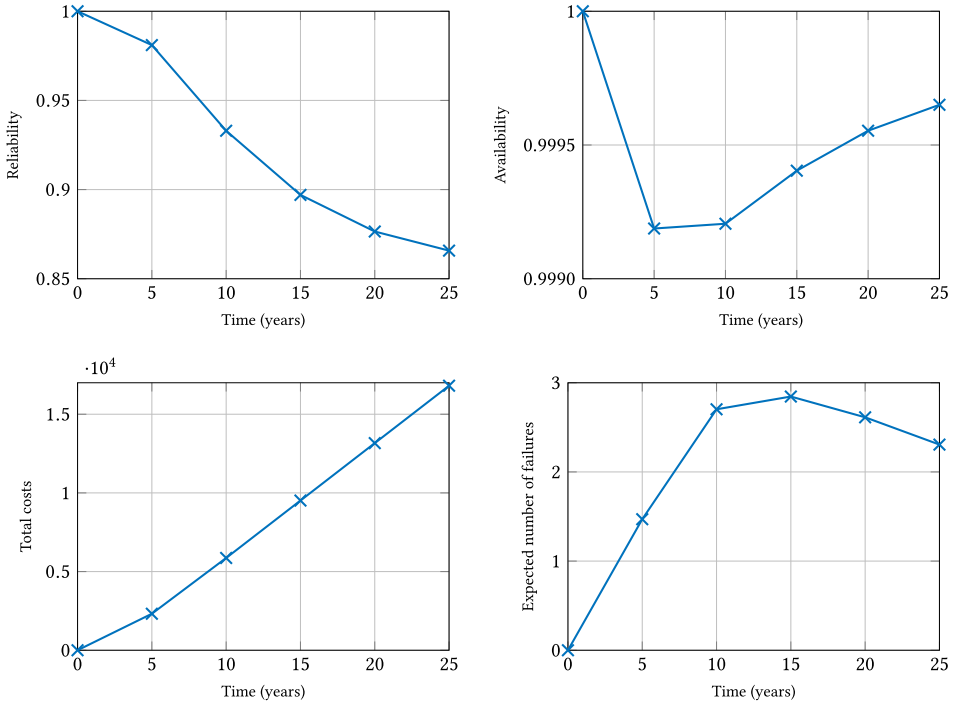 1
0.95
0.9
0.85
0 5 10 15 20 25
Reliability
Time (years)
1
0.9995
0.9990
0 5 10 15 20 25
Availability
Time (years)
·10⁴
1.5
1
0.5
0
0 5 10 15 20 25
Total costs
Time (years)
3
2
1
0
0 5 10 15 20 25
Expected number of failures
Time (years)